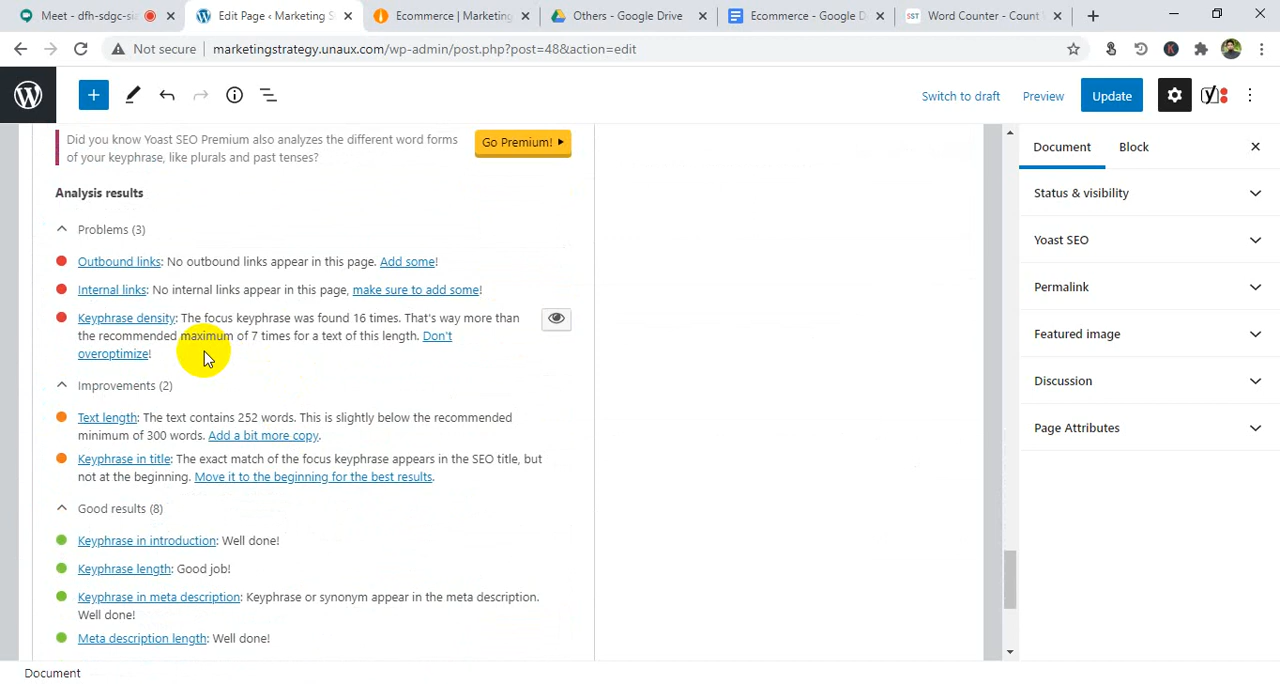 Meet - dfh-sdgc-su
Edit Page ‹ Marketing S
Ecommerce | Marketing
Others - Google Drive
Ecommerce - Google D
SST
Word Counter - Count W
Not secure
marketingstrategy.unaux.com/wp-admin/post.php?post=48&action=edit
K
Switch to draft
Preview
Update
Did you know Yoast SEO Premium also analyzes the different word forms
of your keyphrase, like plurals and past tenses?
Go Premium!
Document
Block
Analysis results
Status & visibility
Problems (3)
Yoast SEO
Outbound links: No outbound links appear in this page. Add some!
Internal links: No internal links appear in this page, make sure to add some!
Permalink
Keyphrase density: The focus keyphrase was found 16 times. That's way more than
the recommended maximum of 7 times for a text of this length. Don't
overoptimize!
Featured image
Improvements (2)
Discussion
Text length: The text contains 252 words. This is slightly below the recommended
minimum of 300 words. Add a bit more copy.
Page Attributes
Keyphrase in title: The exact match of the focus keyphrase appears in the SEO title, but
not at the beginning. Move it to the beginning for the best results.
Good results (8)
Keyphrase in introduction: Well done!
Keyphrase length: Good job!
Keyphrase in meta description: Keyphrase or synonym appear in the meta description.
Well done!
Meta description length: Well done!
Document